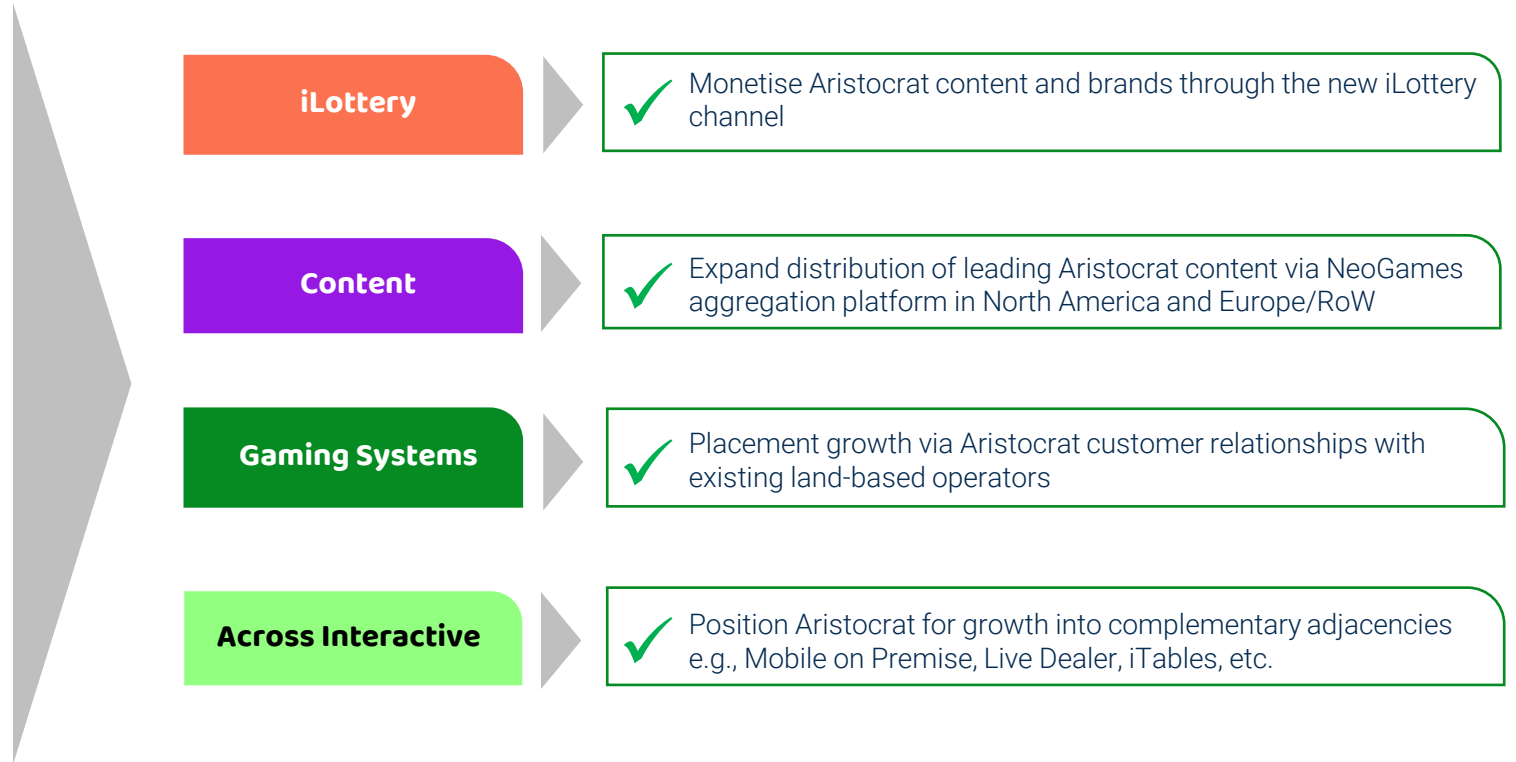 iLottery
Monetise Aristocrat content and brands through the new iLottery
channel
Content
Expand distribution of leading Aristocrat content via NeoGames
aggregation platform in North America and Europe/RoW
Gaming Systems
Placement growth via Aristocrat customer relationships with
existing land-based operators
Across Interactive
Position Aristocrat for growth into complementary adjacencies
e.g., Mobile on Premise, Live Dealer, iTables, etc.